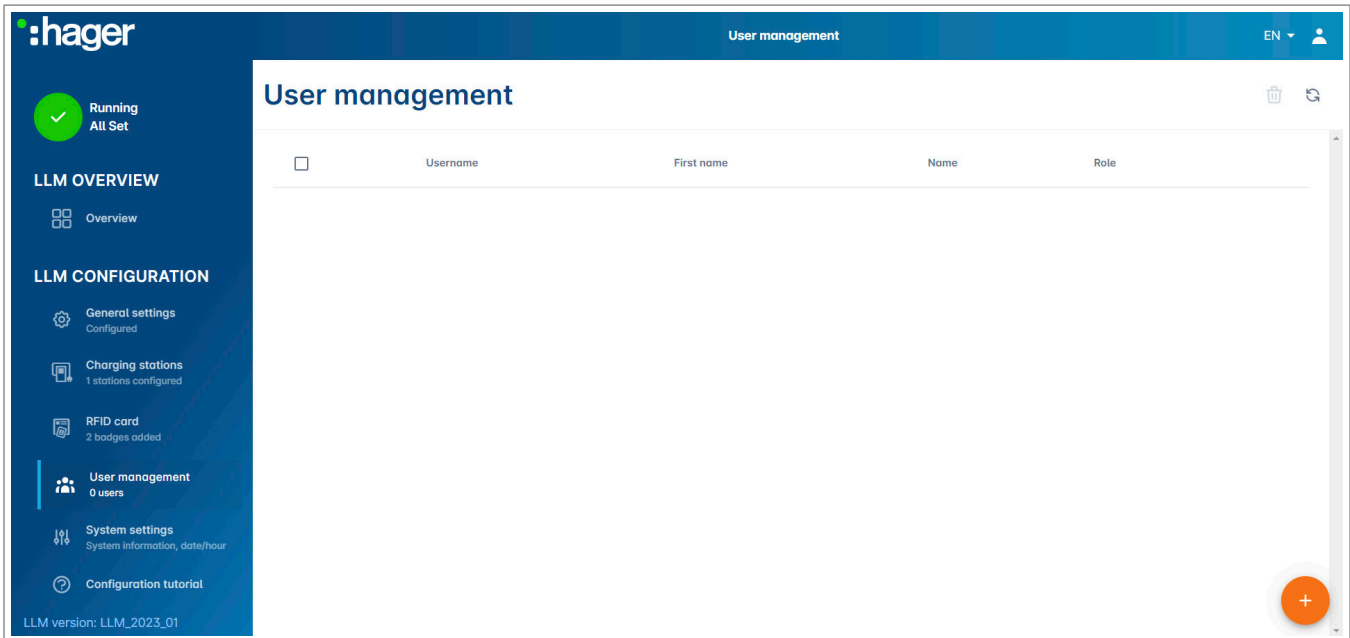 :hager
User management
EN
Running
All Set
LLM OVERVIEW
Overview
LLM CONFIGURATION
General settings
Configured
Charging stations
1 stations configured
RFID card
2 badges added
User management
0 users
System settings
System information, date/hour
Configuration tutorial
LLM version: LLM_2023_01
User management
Username First name Name Role
+